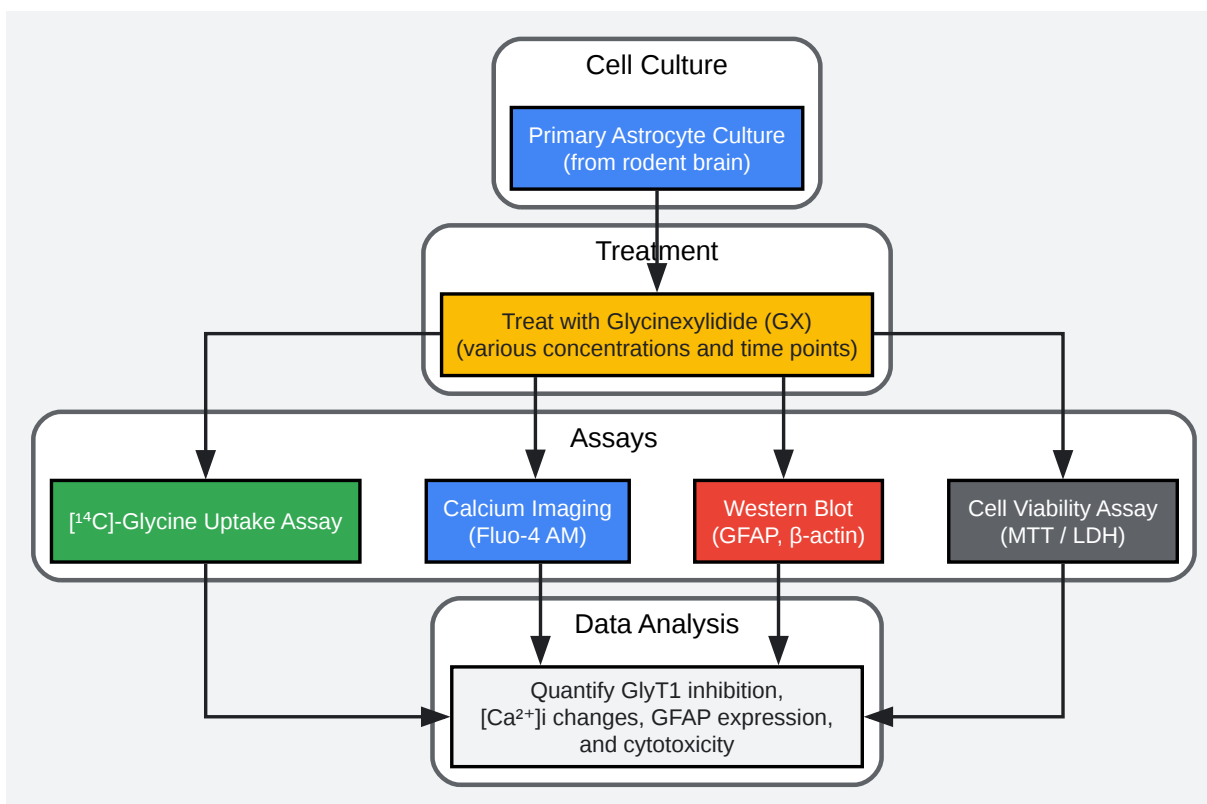 Cell Culture
Primary Astrocyte Culture
(from rodent brain)
Treatment
Treat with Glycinexylidide (GX)
(various concentrations and time points)
Assays
[¹⁴C]-Glycine Uptake Assay
Calcium Imaging
(Fluo-4 AM)
Western Blot
(GFAP, β-actin)
Cell Viability Assay
(MTT / LDH)
Data Analysis
Quantify GlyT1 inhibition,
[Ca²⁺]i changes, GFAP expression,
and cytotoxicity